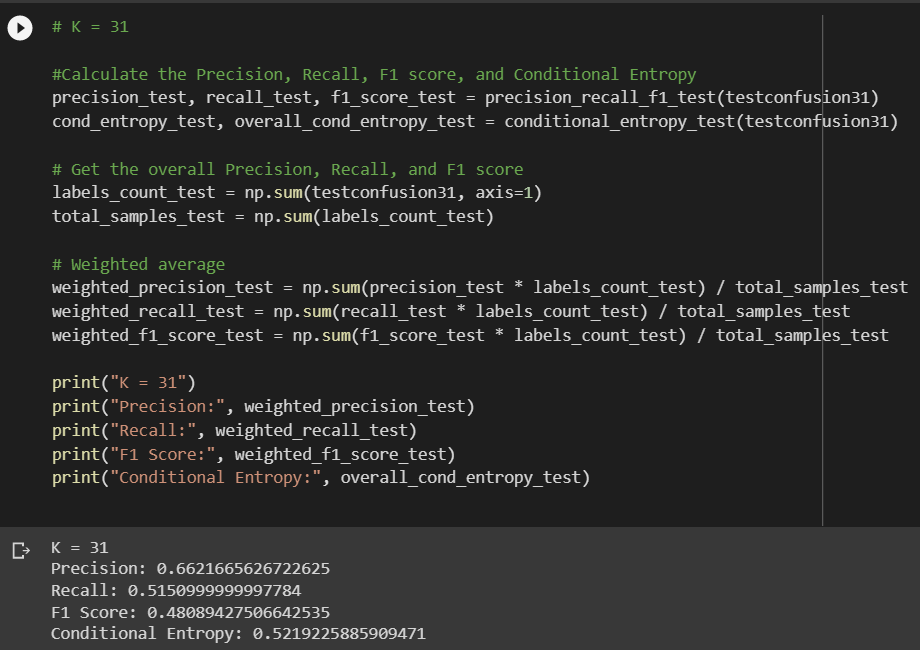 # K = 31
#Calculate the Precision, Recall, F1 score, and Conditional Entropy
precision_test, recall_test, f1_score_test = precision_recall_f1_test(testconfusion31)
cond_entropy_test, overall_cond_entropy_test = conditional_entropy_test(testconfusion31)
# Get the overall Precision, Recall, and F1 score
labels_count_test = np.sum(testconfusion31, axis=1)
total_samples_test = np.sum(labels_count_test)
# Weighted average
weighted_precision_test = np.sum(precision_test * labels_count_test) / total_samples_test
weighted_recall_test = np.sum(recall_test * labels_count_test) / total_samples_test
weighted_f1_score_test = np.sum(f1_score_test * labels_count_test) / total_samples_test
print("K = 31")
print("Precision:", weighted_precision_test)
print("Recall:", weighted_recall_test)
print("F1 Score:", weighted_f1_score_test)
print("Conditional Entropy:", overall_cond_entropy_test)
K = 31
Precision: 0.6621665626722625
Recall: 0.5150999999997784
F1 Score: 0.48089427506642535
Conditional Entropy: 0.5219225885909471